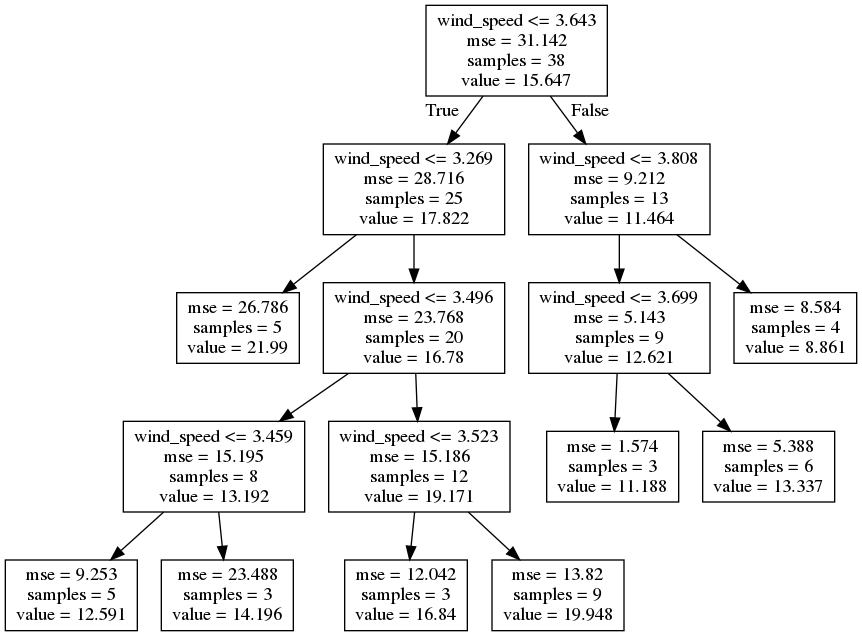 wind_speed <= 3.643
mse = 31.142
samples = 38
value = 15.647
True
False
wind_speed <= 3.269
mse = 28.716
samples = 25
value = 17.822
wind_speed <= 3.808
mse = 9.212
samples = 13
value = 11.464
mse = 26.786
samples = 5
value = 21.99
wind_speed <= 3.496
mse = 23.768
samples = 20
value = 16.78
wind_speed <= 3.699
mse = 5.143
samples = 9
value = 12.621
mse = 8.584
samples = 4
value = 8.861
wind_speed <= 3.459
mse = 15.195
samples = 8
value = 13.192
wind_speed <= 3.523
mse = 15.186
samples = 12
value = 19.171
mse = 1.574
samples = 3
value = 11.188
mse = 5.388
samples = 6
value = 13.337
mse = 9.253
samples = 5
value = 12.591
mse = 23.488
samples = 3
value = 14.196
mse = 12.042
samples = 3
value = 16.84
mse = 13.82
samples = 9
value = 19.948